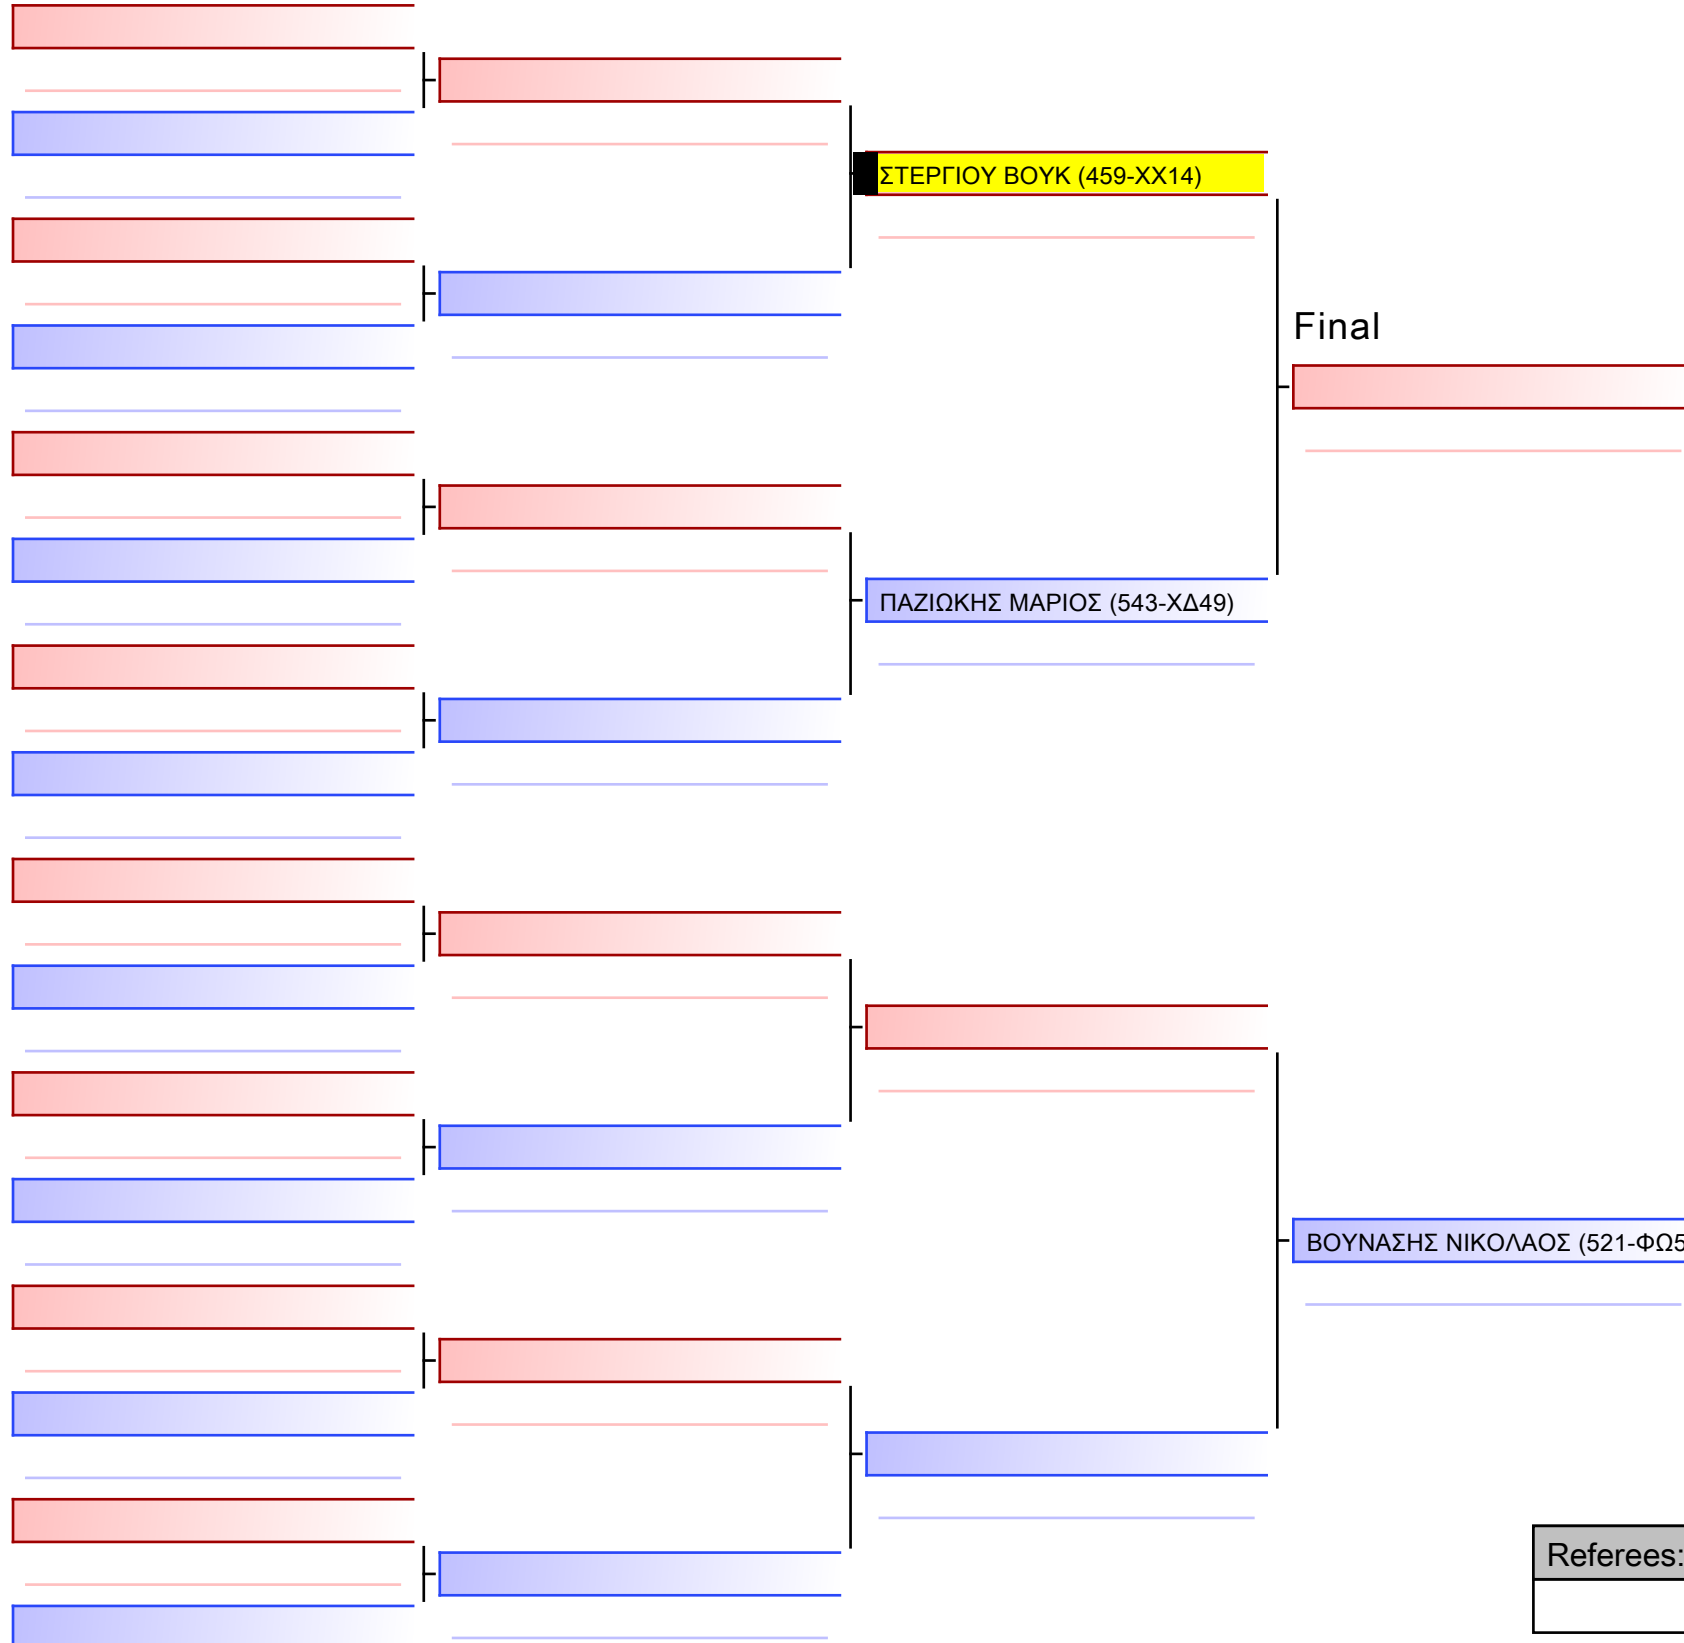 ΣΤΕΡΓΙΟΥ ΒΟΥΚ (459-ΧΧ14)
Final
ΠΑΖΙΩΚΗΣ ΜΑΡΙΟΣ (543-ΧΔ49)
ΒΟΥΝΑΣΗΣ ΝΙΚΟΛΑΟΣ (521-ΦΩ5
Referees: